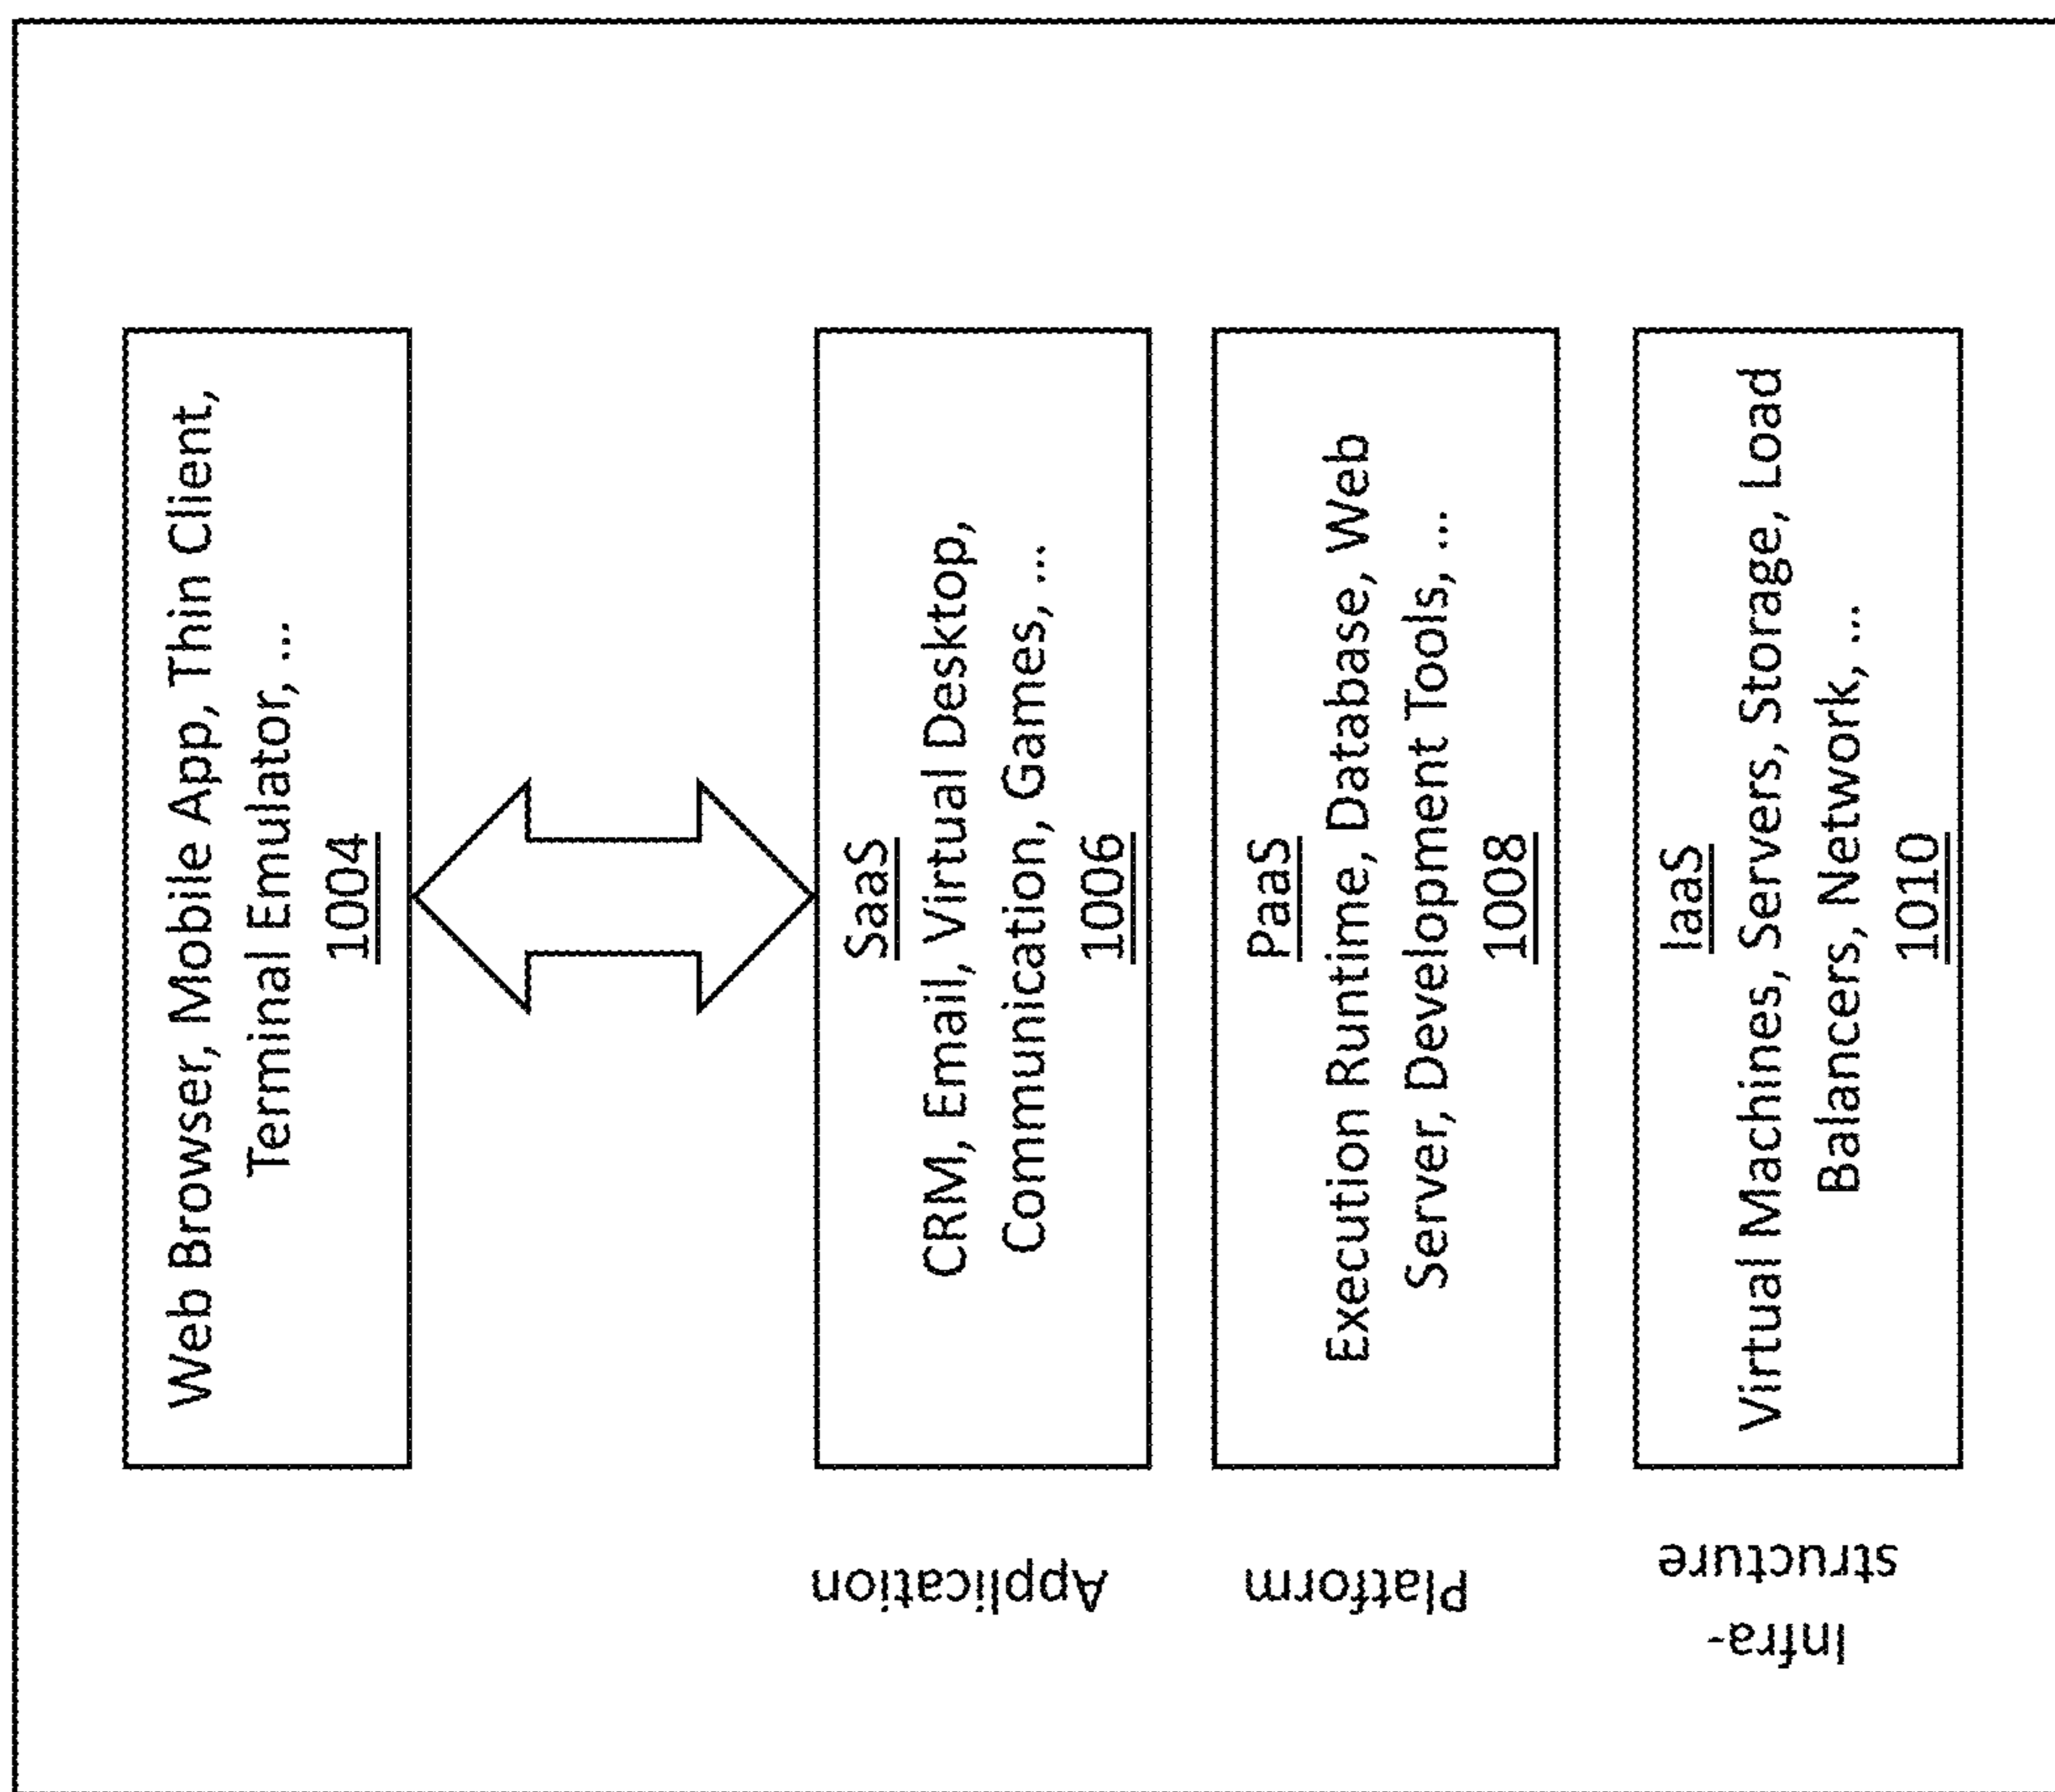 Web Browser, Mobile App, Thin Client,
Terminal Emulator, ...
1004
SaaS
CRM, Email, Virtual Desktop,
Communication, Games, ...
1006
Application
PaaS
Execution Runtime, Database, Web
Server, Development Tools, ...
1008
Platform
IaaS
Virtual Machines, Servers, Storage, Load
Balancers, Network, ...
1010
Infra-
structure